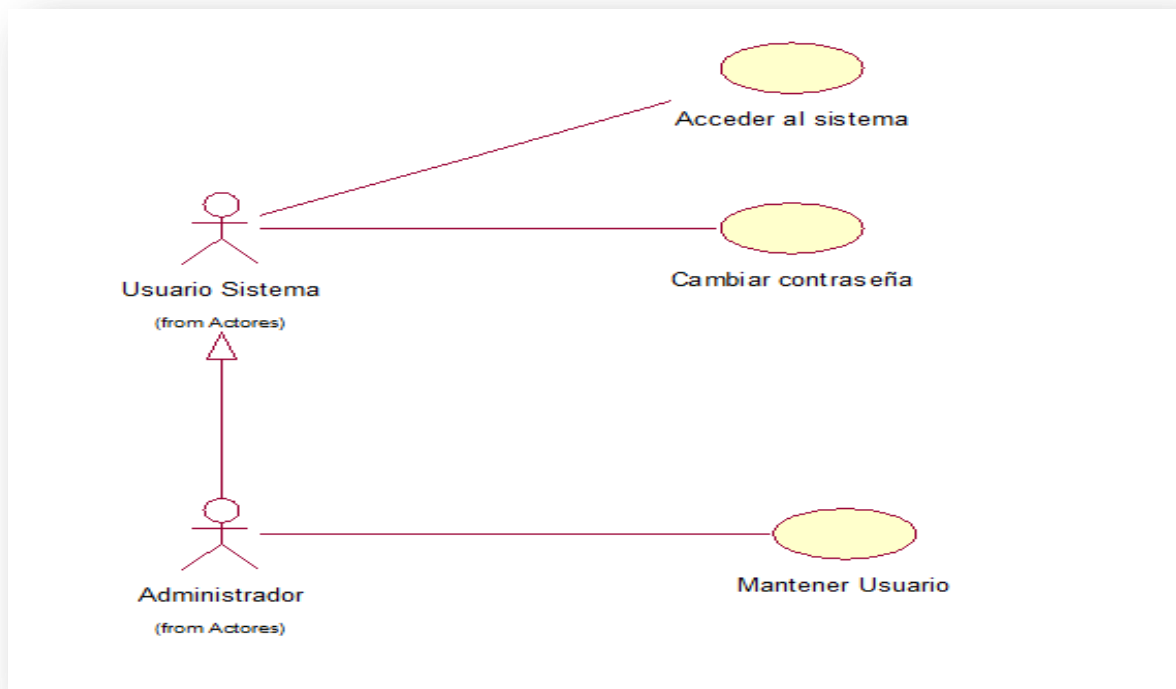 Acceder al sistema
Cambiar contraseña
Usuario Sistema
(from Actores)
Mantener Usuario
Administrador
(from Actores)